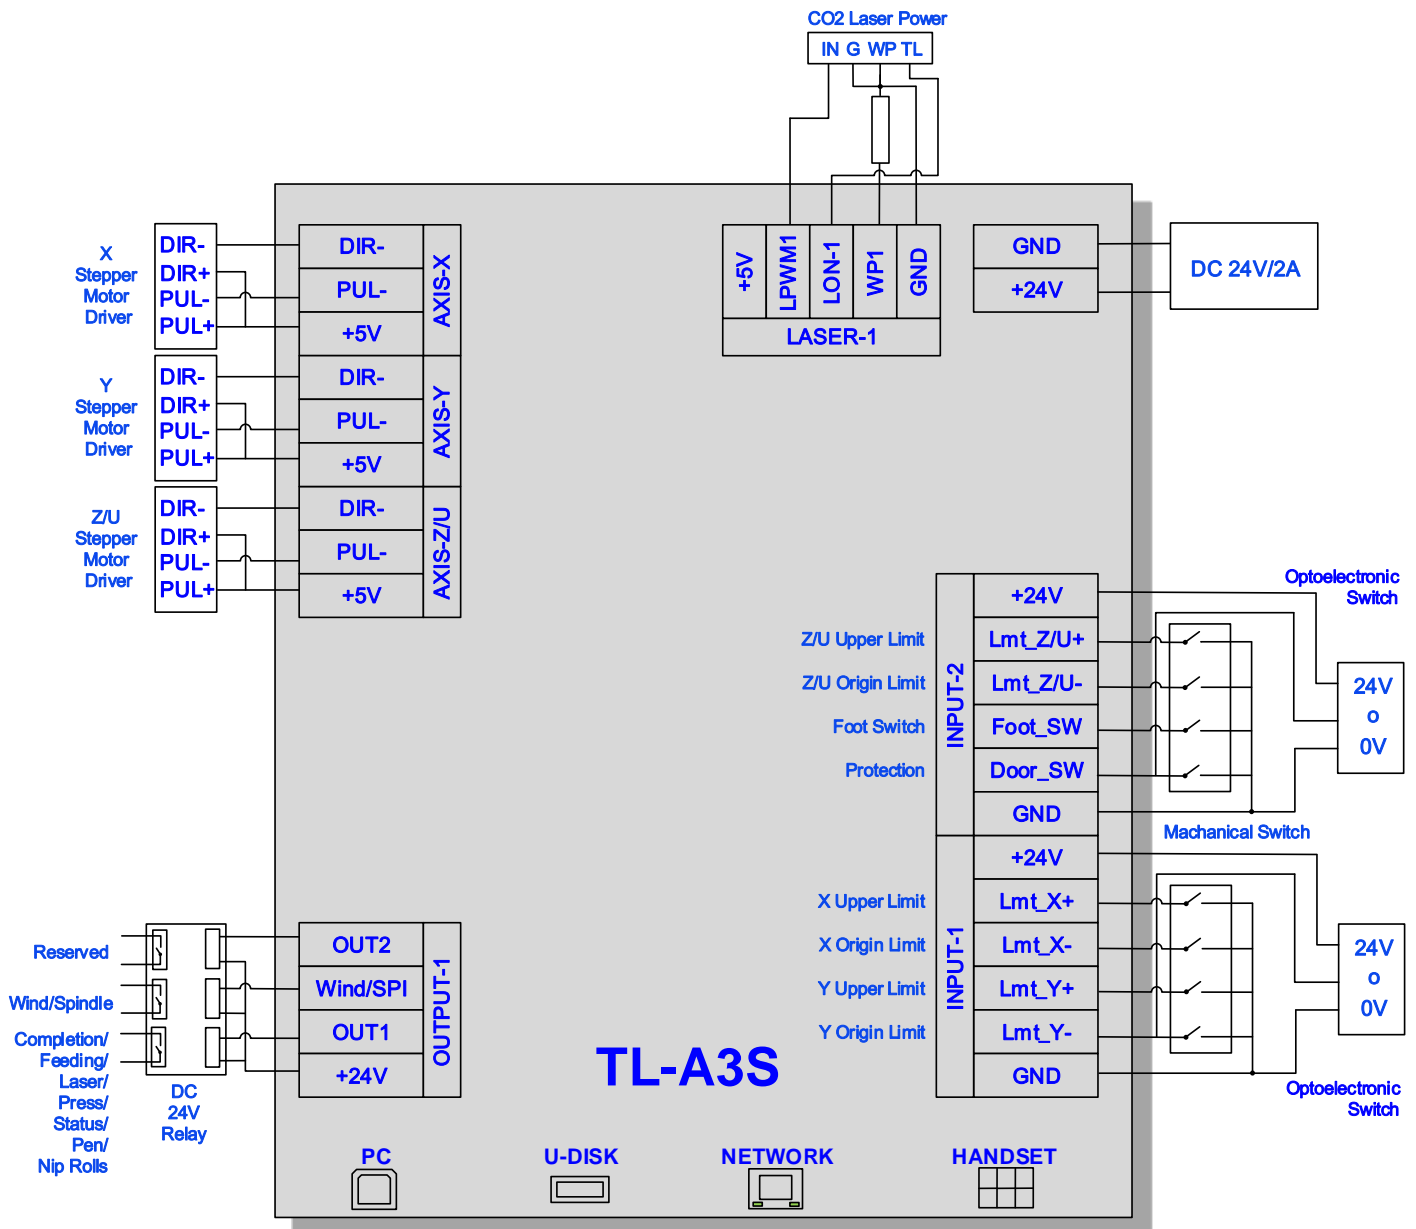 CO2 Laser Power
IN G WP TL
X
Stepper
Motor
Driver
DIR-
DIR+
PUL-
PUL+
DIR-
PUL-
+5V
AXIS-X
Y
Stepper
Motor
Driver
DIR-
DIR+
PUL-
PUL+
DIR-
PUL-
+5V
AXIS-Y
Z/U
Stepper
Motor
Driver
DIR-
DIR+
PUL-
PUL+
DIR-
PUL-
+5V
AXIS-Z/U
+5V
LPWM1
LON-1
WP1
GND
LASER-1
GND
+24V
DC 24V/2A
Optoelectronic
Switch
Z/U Upper Limit
Z/U Origin Limit
Foot Switch
Protection
INPUT-2
+24V
Lmt_Z/U+
Lmt_Z/U-
Foot_SW
Door_SW
GND
24V
o
0V
Machanical Switch
X Upper Limit
X Origin Limit
Y Upper Limit
Y Origin Limit
INPUT-1
+24V
Lmt_X+
Lmt_X-
Lmt_Y+
Lmt_Y-
GND
24V
o
0V
Optoelectronic
Switch
Reserved
Wind/Spindle
Completion/
Feeding/
Laser/
Press/
Status/
Pen/
Nip Rolls
DC
24V
Relay
OUT2
Wind/SPI
OUT1
+24V
OUTPUT-1
TL-A3S
PC
U-DISK
NETWORK
HANDSET